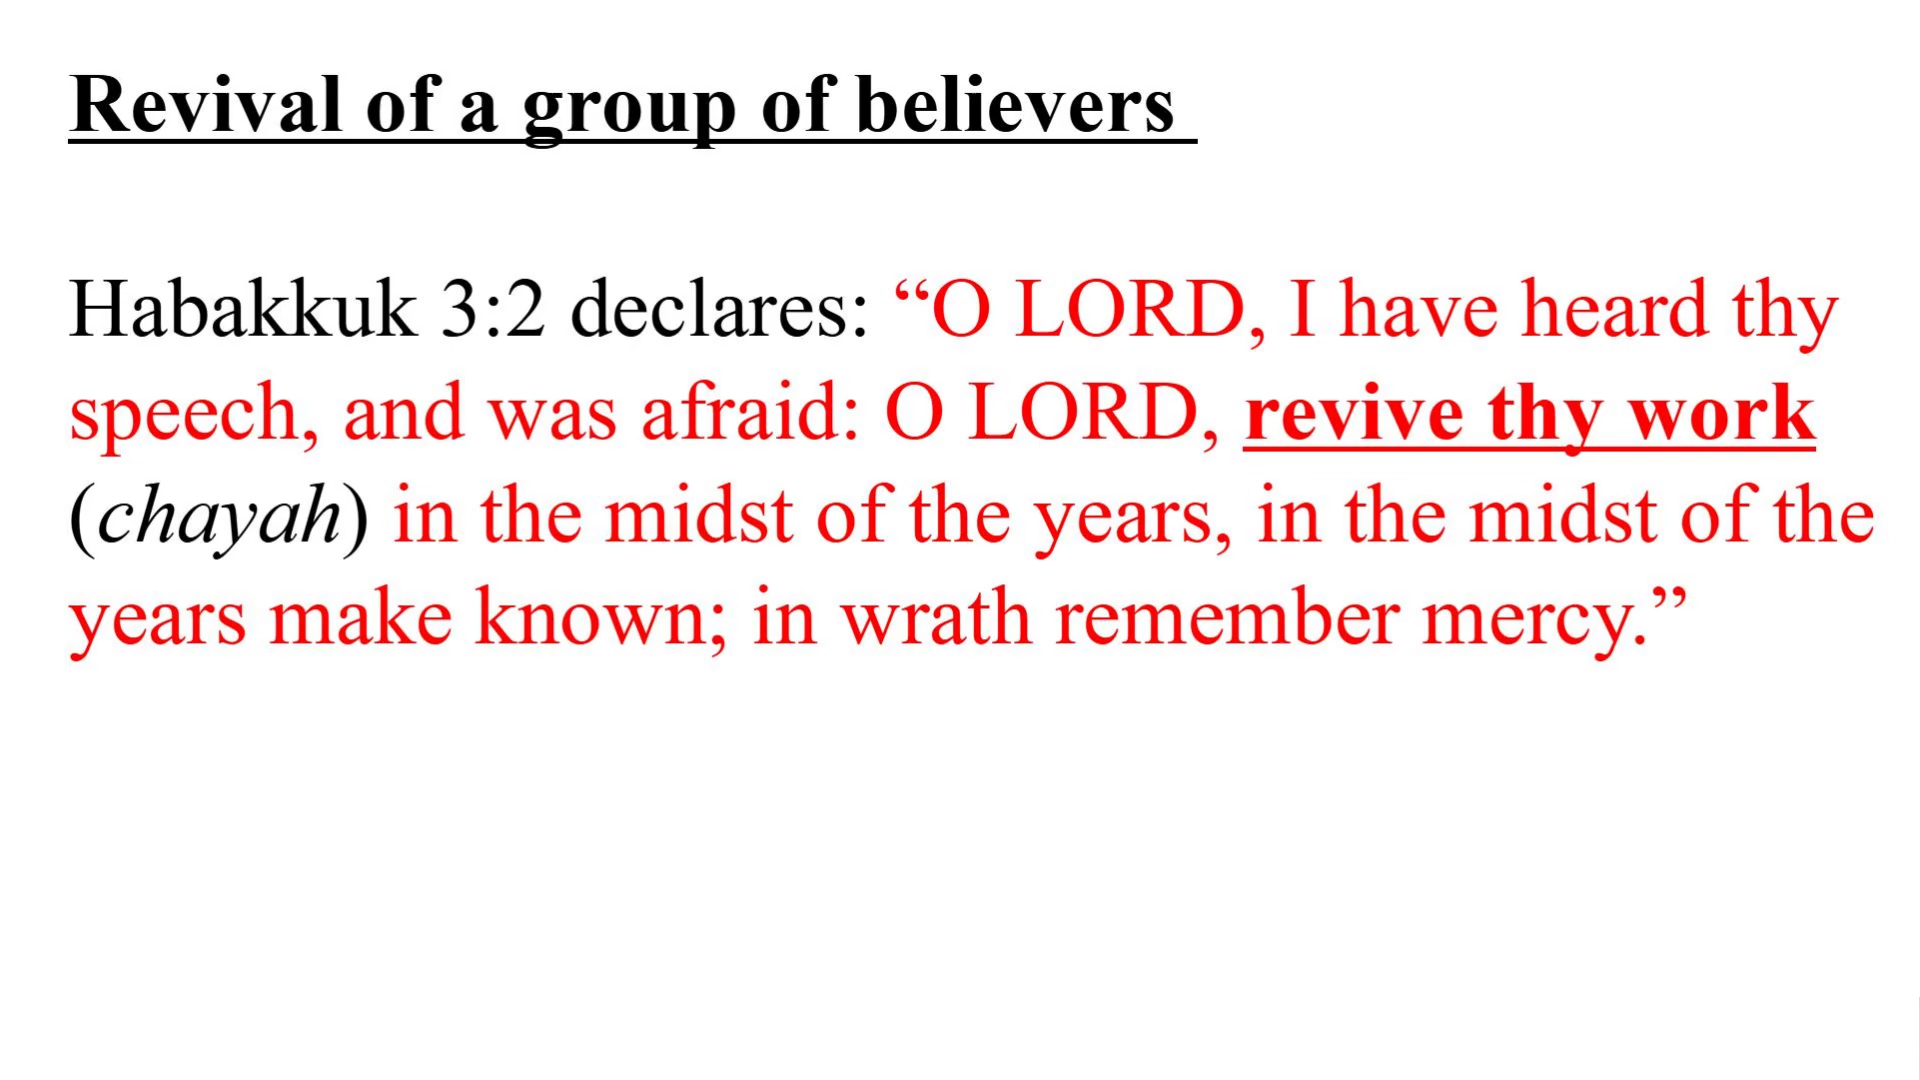 Revival of a group of believers
Habakkuk 3:2 declares: “O LORD, I have heard thy
speech, and was afraid: O LORD, revive thy work
(chayah) in the midst of the years, in the midst of the
years make known; in wrath remember mercy.”